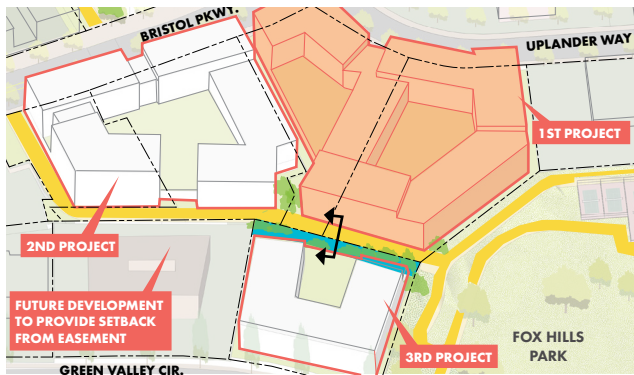 BRISTOL PKWY.
UPLANDER WAY
1ST PROJECT
2ND PROJECT
FUTURE DEVELOPMENT
TO PROVIDE SETBACK
FROM EASEMENT
3RD PROJECT
FOX HILLS
PARK
GREEN VALLEY CIR.